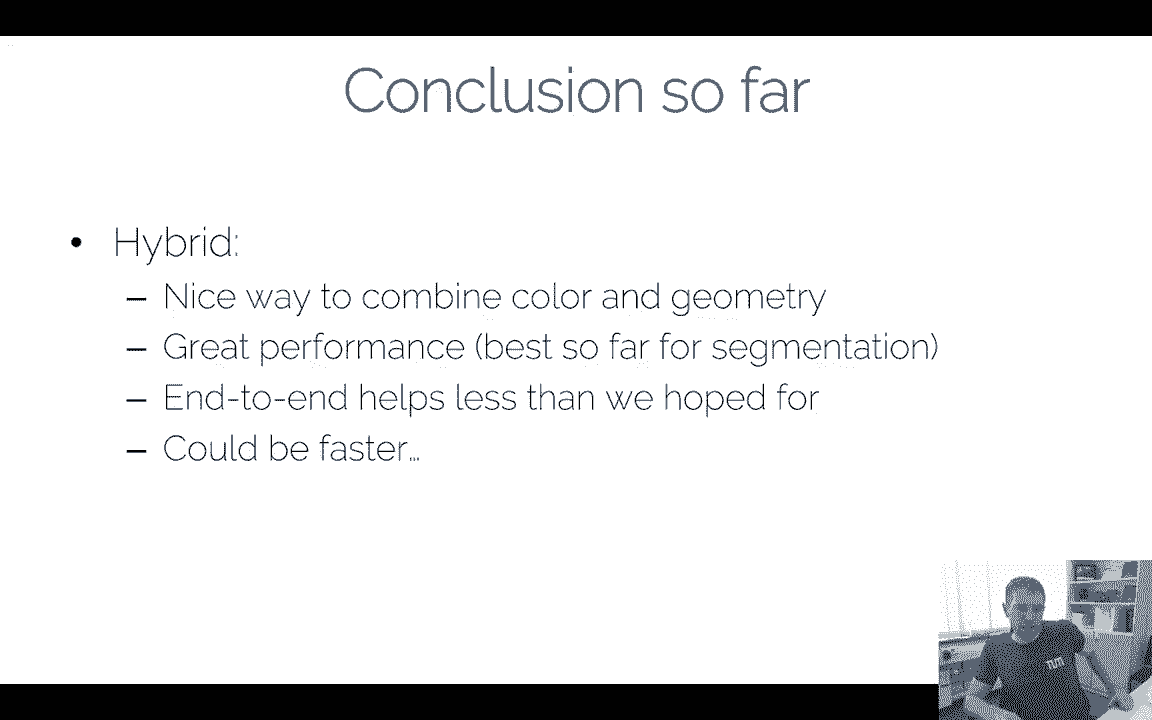 Conclusion so far
• Hybrid:
– Nice way to combine color and geometry
– Great performance (best so far for segmentation)
– End-to-end helps less than we hoped for
– Could be faster...
TUM